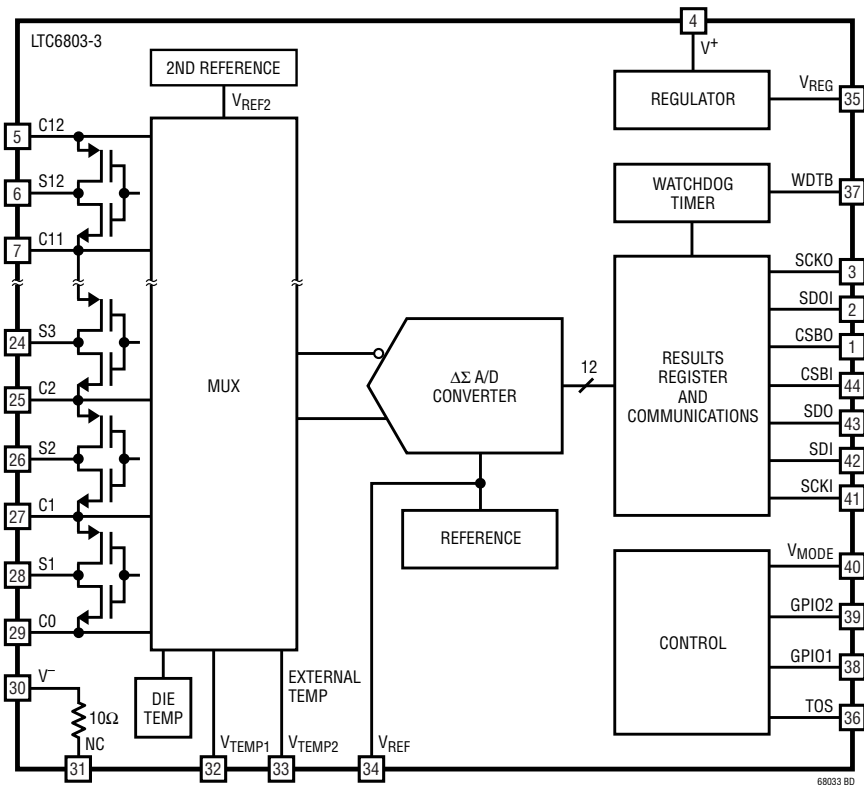 LTC6803-3
4
V+
2ND REFERENCE
VREF2
REGULATOR
VREG
35
5
C12
6
S12
7
C11
WATCHDOG
TIMER
WDTB
37
24
S3
25
C2
26
S2
27
C1
28
S1
29
C0
MUX
ΔΣ A/D
CONVERTER
12
REFERENCE
RESULTS
REGISTER
AND
COMMUNICATIONS
SCKO
3
SDOI
2
CSBO
1
CSBI
44
SDO
43
SDI
42
SCKI
41
CONTROL
VMODE
40
GPIO2
39
GPIO1
38
TOS
36
30
V−
10Ω
NC
31
DIE
TEMP
EXTERNAL
TEMP
VTEMP1
32
VTEMP2
33
VREF
34
68033 BD